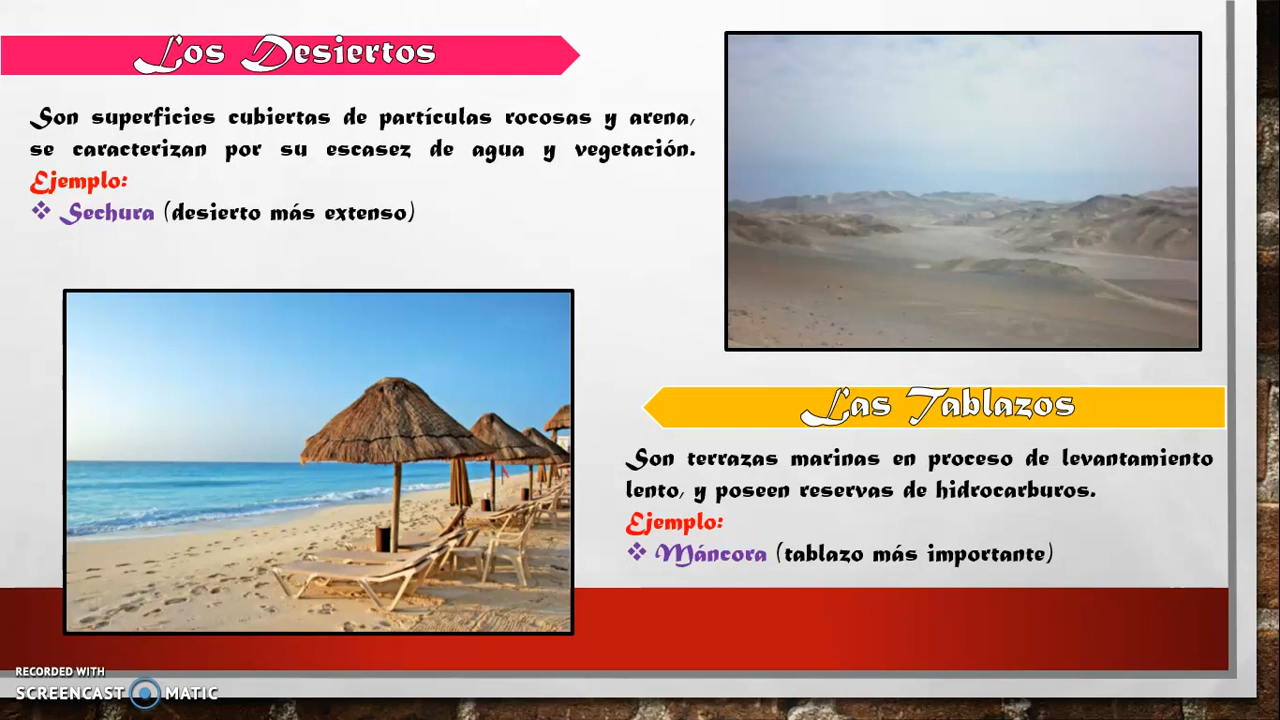 Los Desiertos
Son superficies cubiertas de partículas rocosas y arena,
se caracterizan por su escasez de agua y vegetación.
Ejemplo:
❖ Sechura (desierto más extenso)
Las Tablazos
Son terrazas marinas en proceso de levantamiento
lento, y poseen reservas de hidrocarburos.
Ejemplo:
❖ Máncora (tablazo más importante)
RECORDED WITH
SCREENCAST MATIC